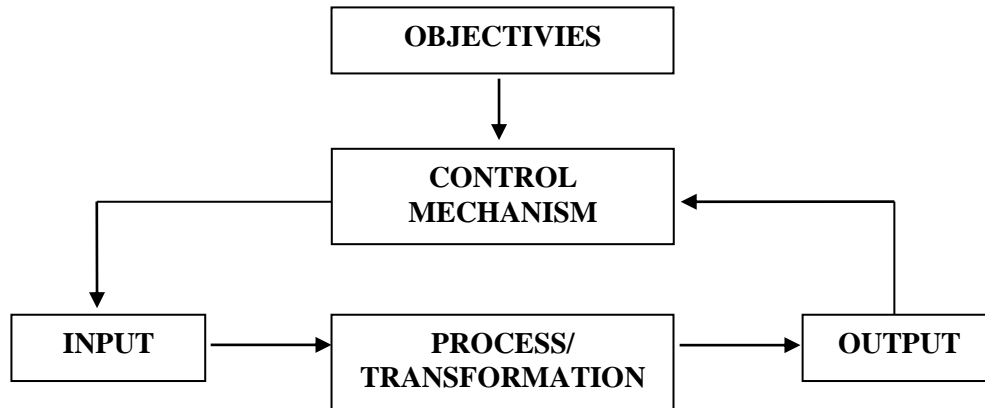 OBJECTIVIES
CONTROL
MECHANISM
INPUT
PROCESS/
TRANSFORMATION
OUTPUT